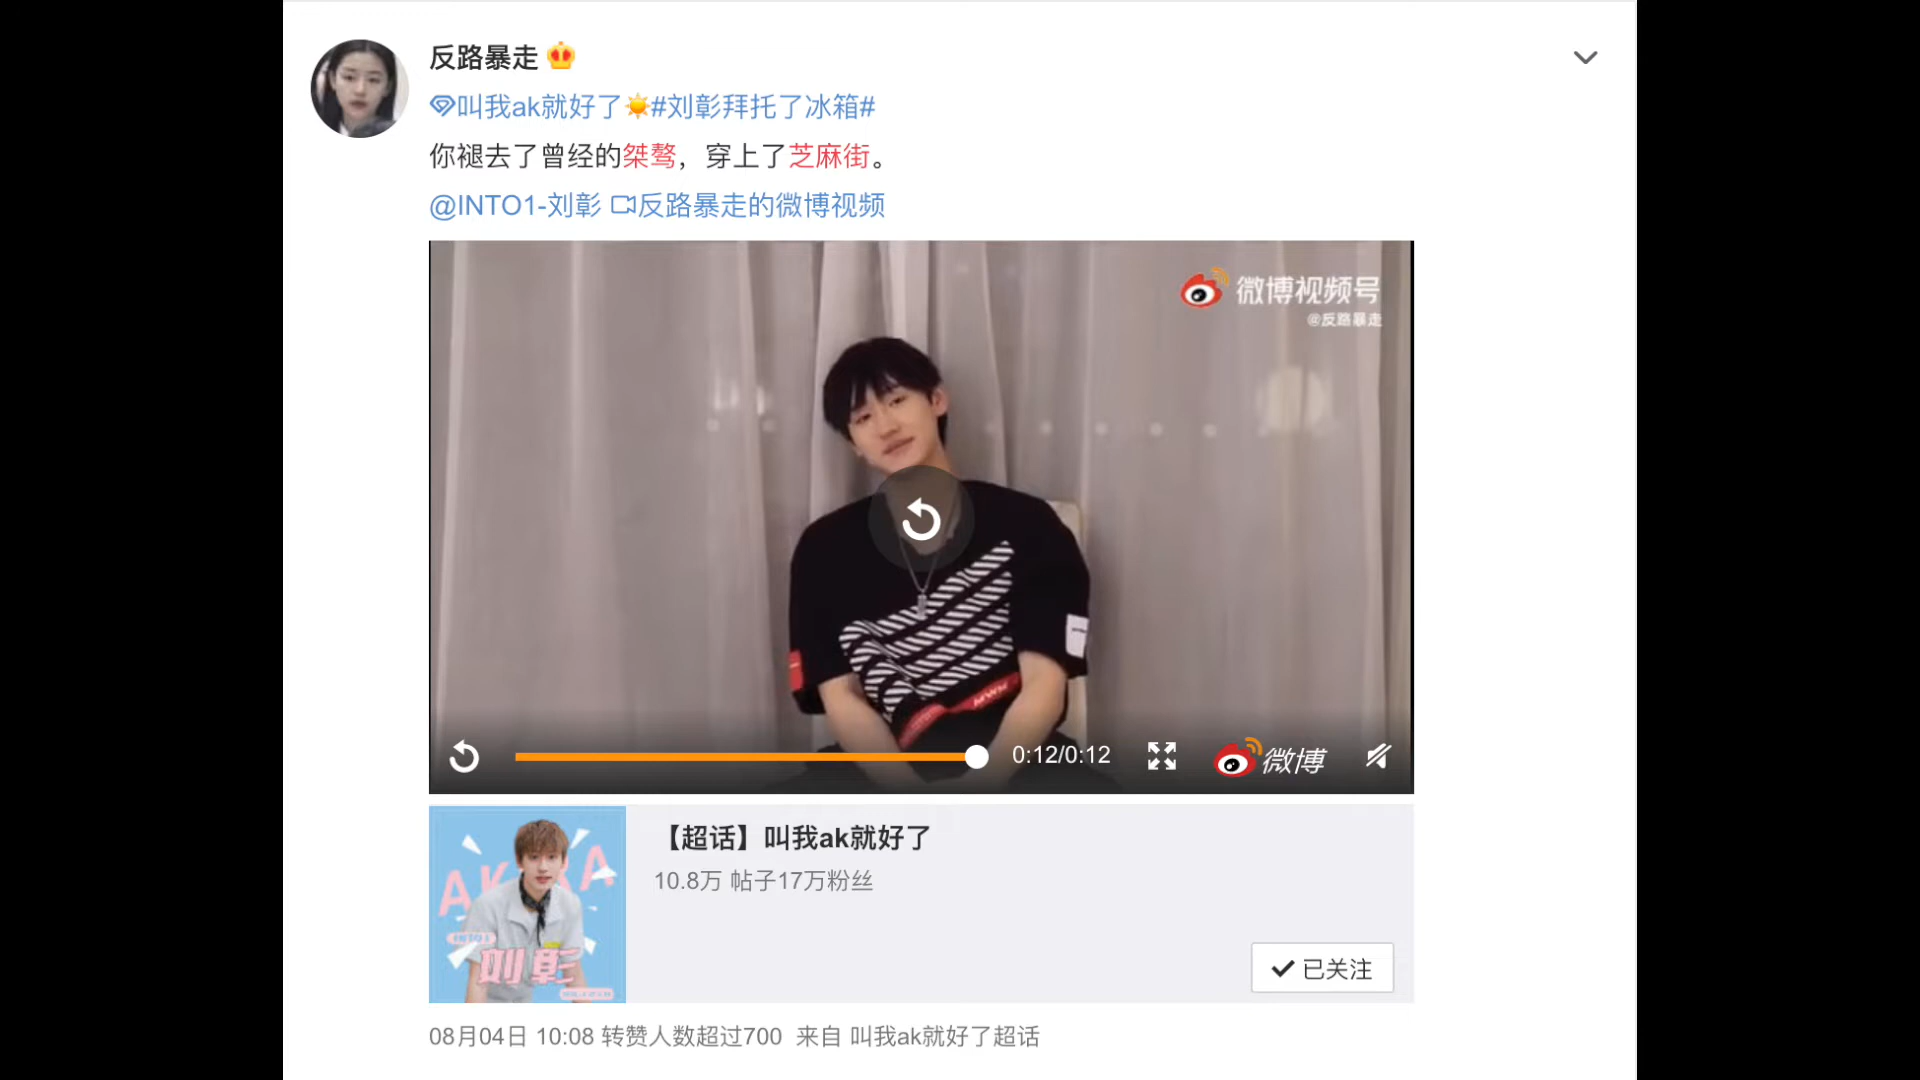 反路暴走
叫我ak就好了#刘彰拜托了冰箱#
你褪去了曾经的桀骜，穿上了芝麻街。
@INTO1-刘彰 反路暴走的微博视频
微博视频号
@反路暴走
MWM
0:12/0:12
微博
AK
A
刘彰
【超话】叫我ak就好了
10.8万 帖子17万粉丝
已关注
08月04日 10:08 转赞人数超过700 来自 叫我ak就好了超话